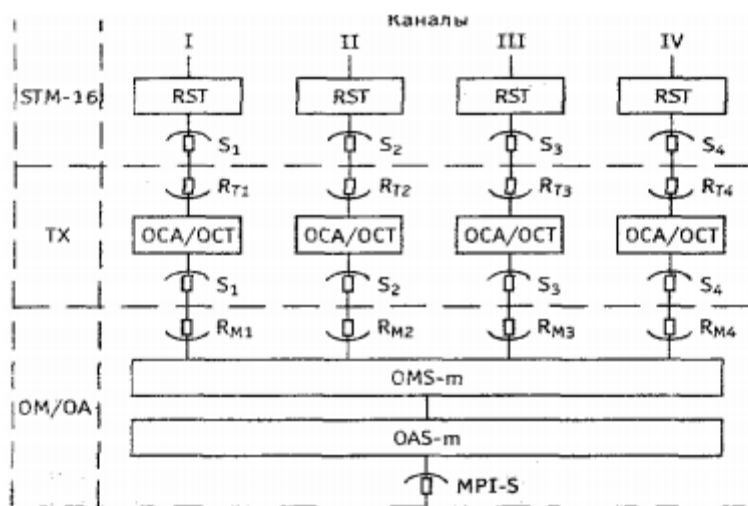 Каналы
I II III IV
STM-16 RST RST RST RST
S1 S2 S3 S4
RT1 RT2 RT3 RT4
TX OCA/OCT OCA/OCT OCA/OCT OCA/OCT
S1 S2 S3 S4
RM1 RM2 RM3 RM4
OMS-m
OM/OA
OAS-m
MPI-S